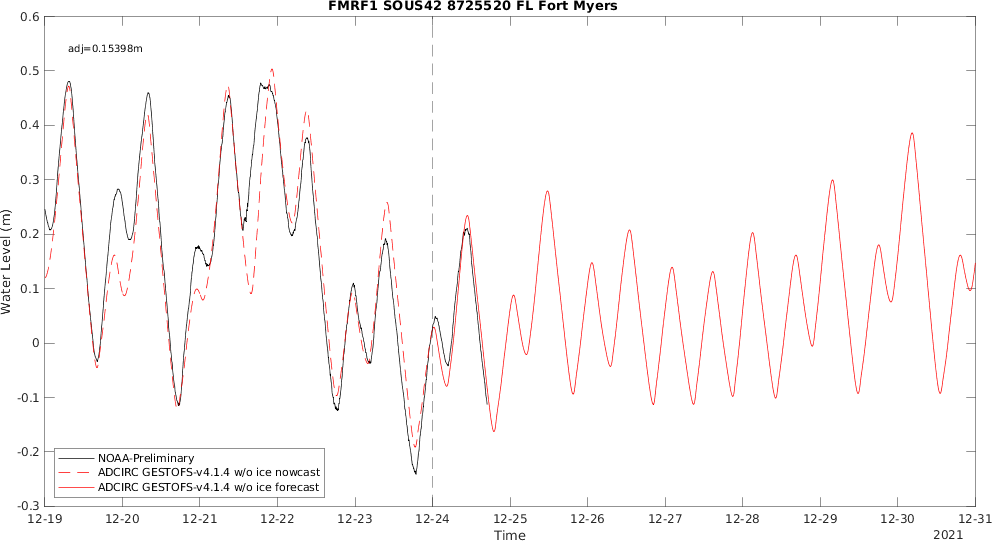 FMRF1 SOUS42 8725520 FL Fort Myers
adj=0.15398m
0.6
0.5
0.4
0.3
0.2
0.1
0
-0.1
-0.2
-0.3
Water Level (m)
NOAA-Preliminary
ADCIRC GESTOFS-v4.1.4 w/o ice nowcast
ADCIRC GESTOFS-v4.1.4 w/o ice forecast
12-19 12-20 12-21 12-22 12-23 12-24 12-25 12-26 12-27 12-28 12-29 12-30 12-31
Time
2021